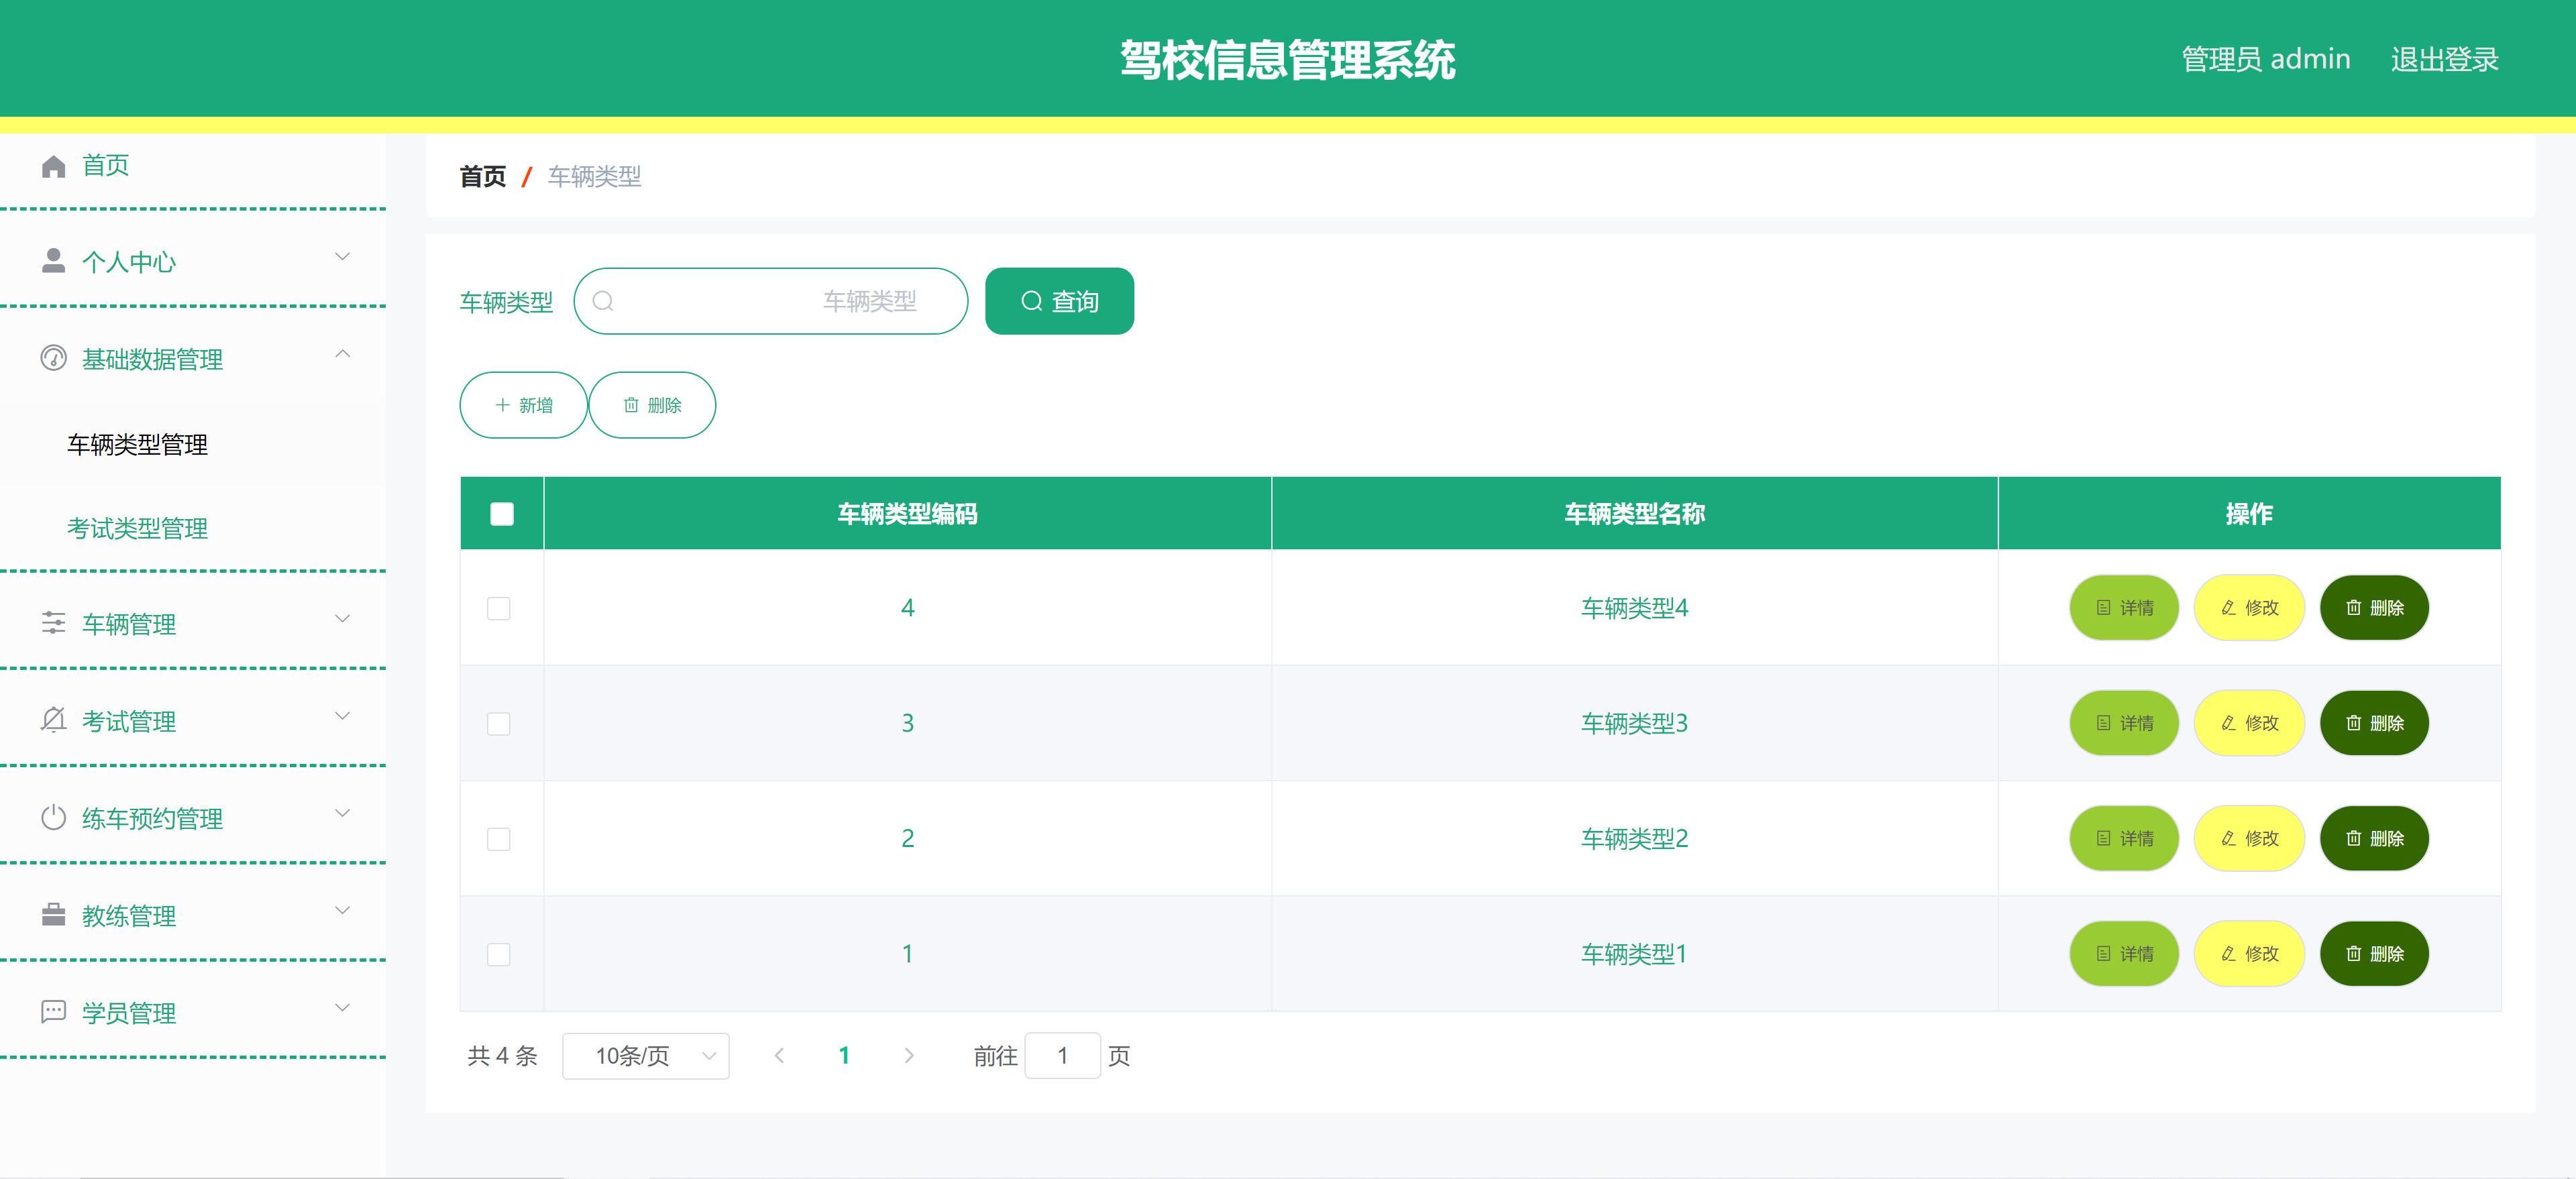 驾校信息管理系统
管理员 admin 退出登录
首页
个人中心
基础数据管理
车辆类型管理
考试类型管理
车辆管理
考试管理
练车预约管理
教练管理
学员管理
首页 / 车辆类型
车辆类型 车辆类型 查询
新增 删除
车辆类型编码 车辆类型名称 操作
4 车辆类型4 详情 修改 删除
3 车辆类型3 详情 修改 删除
2 车辆类型2 详情 修改 删除
1 车辆类型1 详情 修改 删除
共 4 条 10条/页 1 前往 1 页